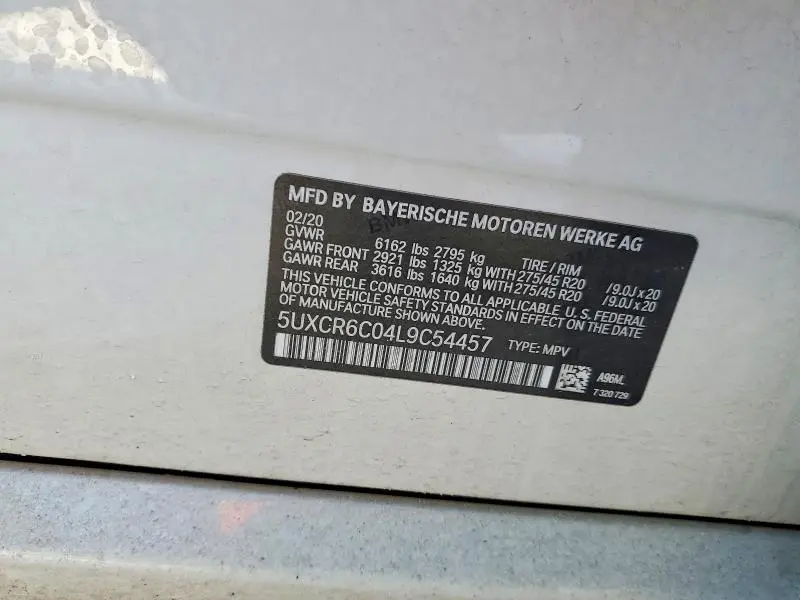 MFD BY BAYERISCHE MOTOREN WERKE AG
02/20
GVWR 6162 lbs 2795 kg TIRE / RIM
GAWR FRONT 2921 lbs 1325 kg WITH 275/45 R20 /9.0J x 20
GAWR REAR 3616 lbs 1640 kg WITH 275/45 R20 /9.0J x 20
THIS VEHICLE CONFORMS TO ALL APPLICABLE U. S. FEDERAL
MOTOR VEHICLE SAFETY STANDARDS IN EFFECT ON THE DATE
OF MANUFACTURE SHOWN ABOVE.
5UXCR6C04L9C54457 TYPE: MPV
A96ML
7 320 729